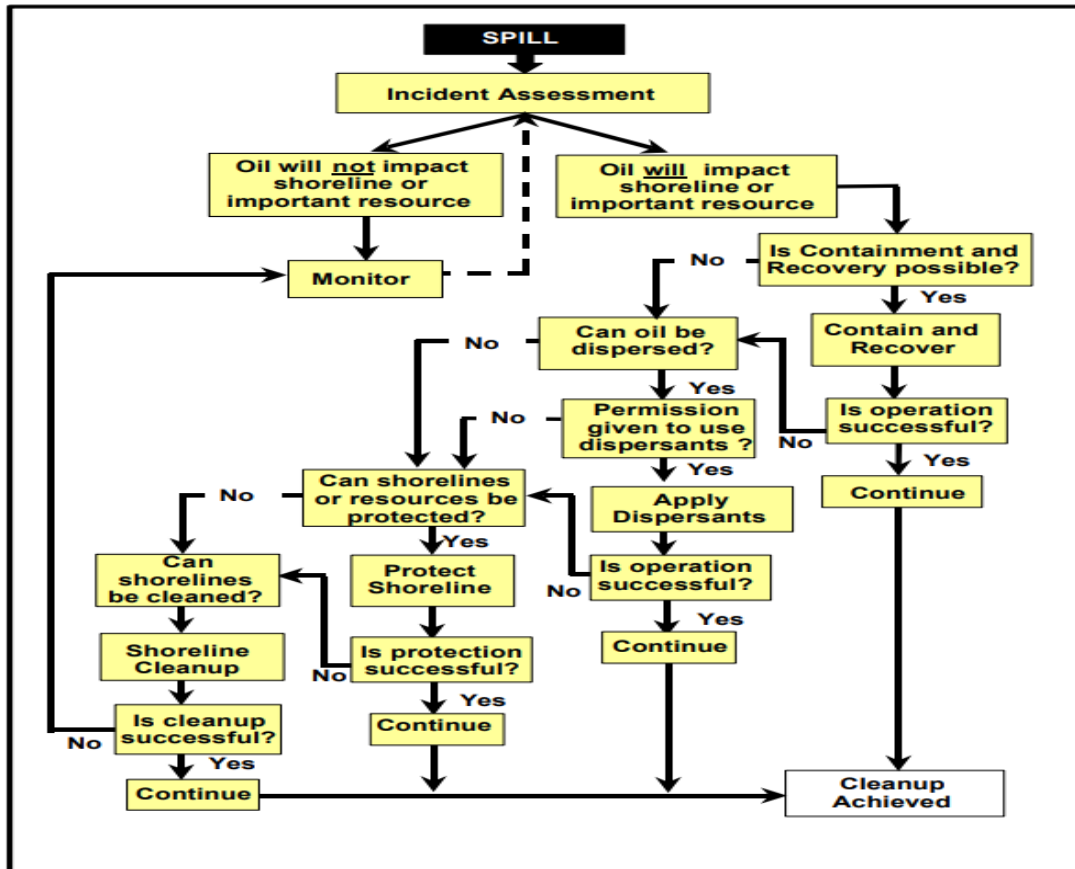 SPILL
Incident Assessment
Oil will not impact
shoreline or
important resource
Oil will impact
shoreline or
important resource
Monitor
Is Containment and
Recovery possible?
No
Yes
Contain and
Recover
Can oil be
dispersed?
No
Yes
Is operation
successful?
No
Yes
Continue
Permission
given to use
dispersants ?
No
Yes
Apply
Dispersants
Can shorelines
or resources be
protected?
No
Yes
Is operation
successful?
No
Yes
Continue
Can
shorelines
be cleaned?
Protect
Shoreline
Shoreline
Cleanup
Is protection
successful?
No
Yes
Continue
Is cleanup
successful?
No
Yes
Continue
Cleanup
Achieved